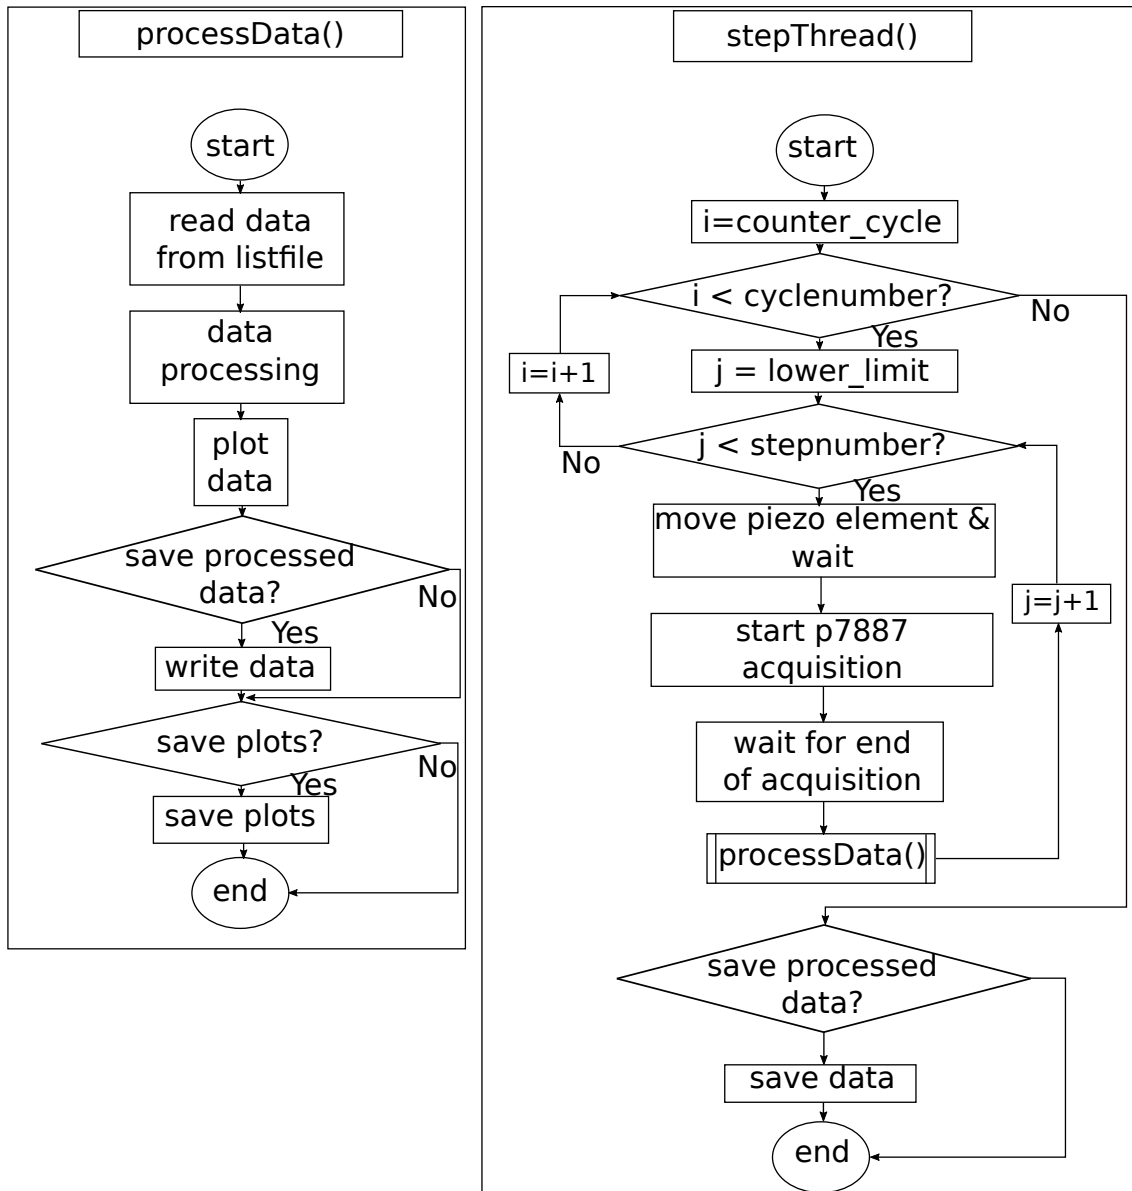 processData()
start
read data
from listfile
data
processing
plot
data
save processed
data?
No
Yes
write data
save plots?
No
Yes
save plots
end
stepThread()
start
i=counter_cycle
i < cyclenumber?
No
Yes
i=i+1
j = lower_limit
j < stepnumber?
No
Yes
move piezo element &
wait
j=j+1
start p7887
acquisition
wait for end
of acquisition
processData()
save processed
data?
save data
end